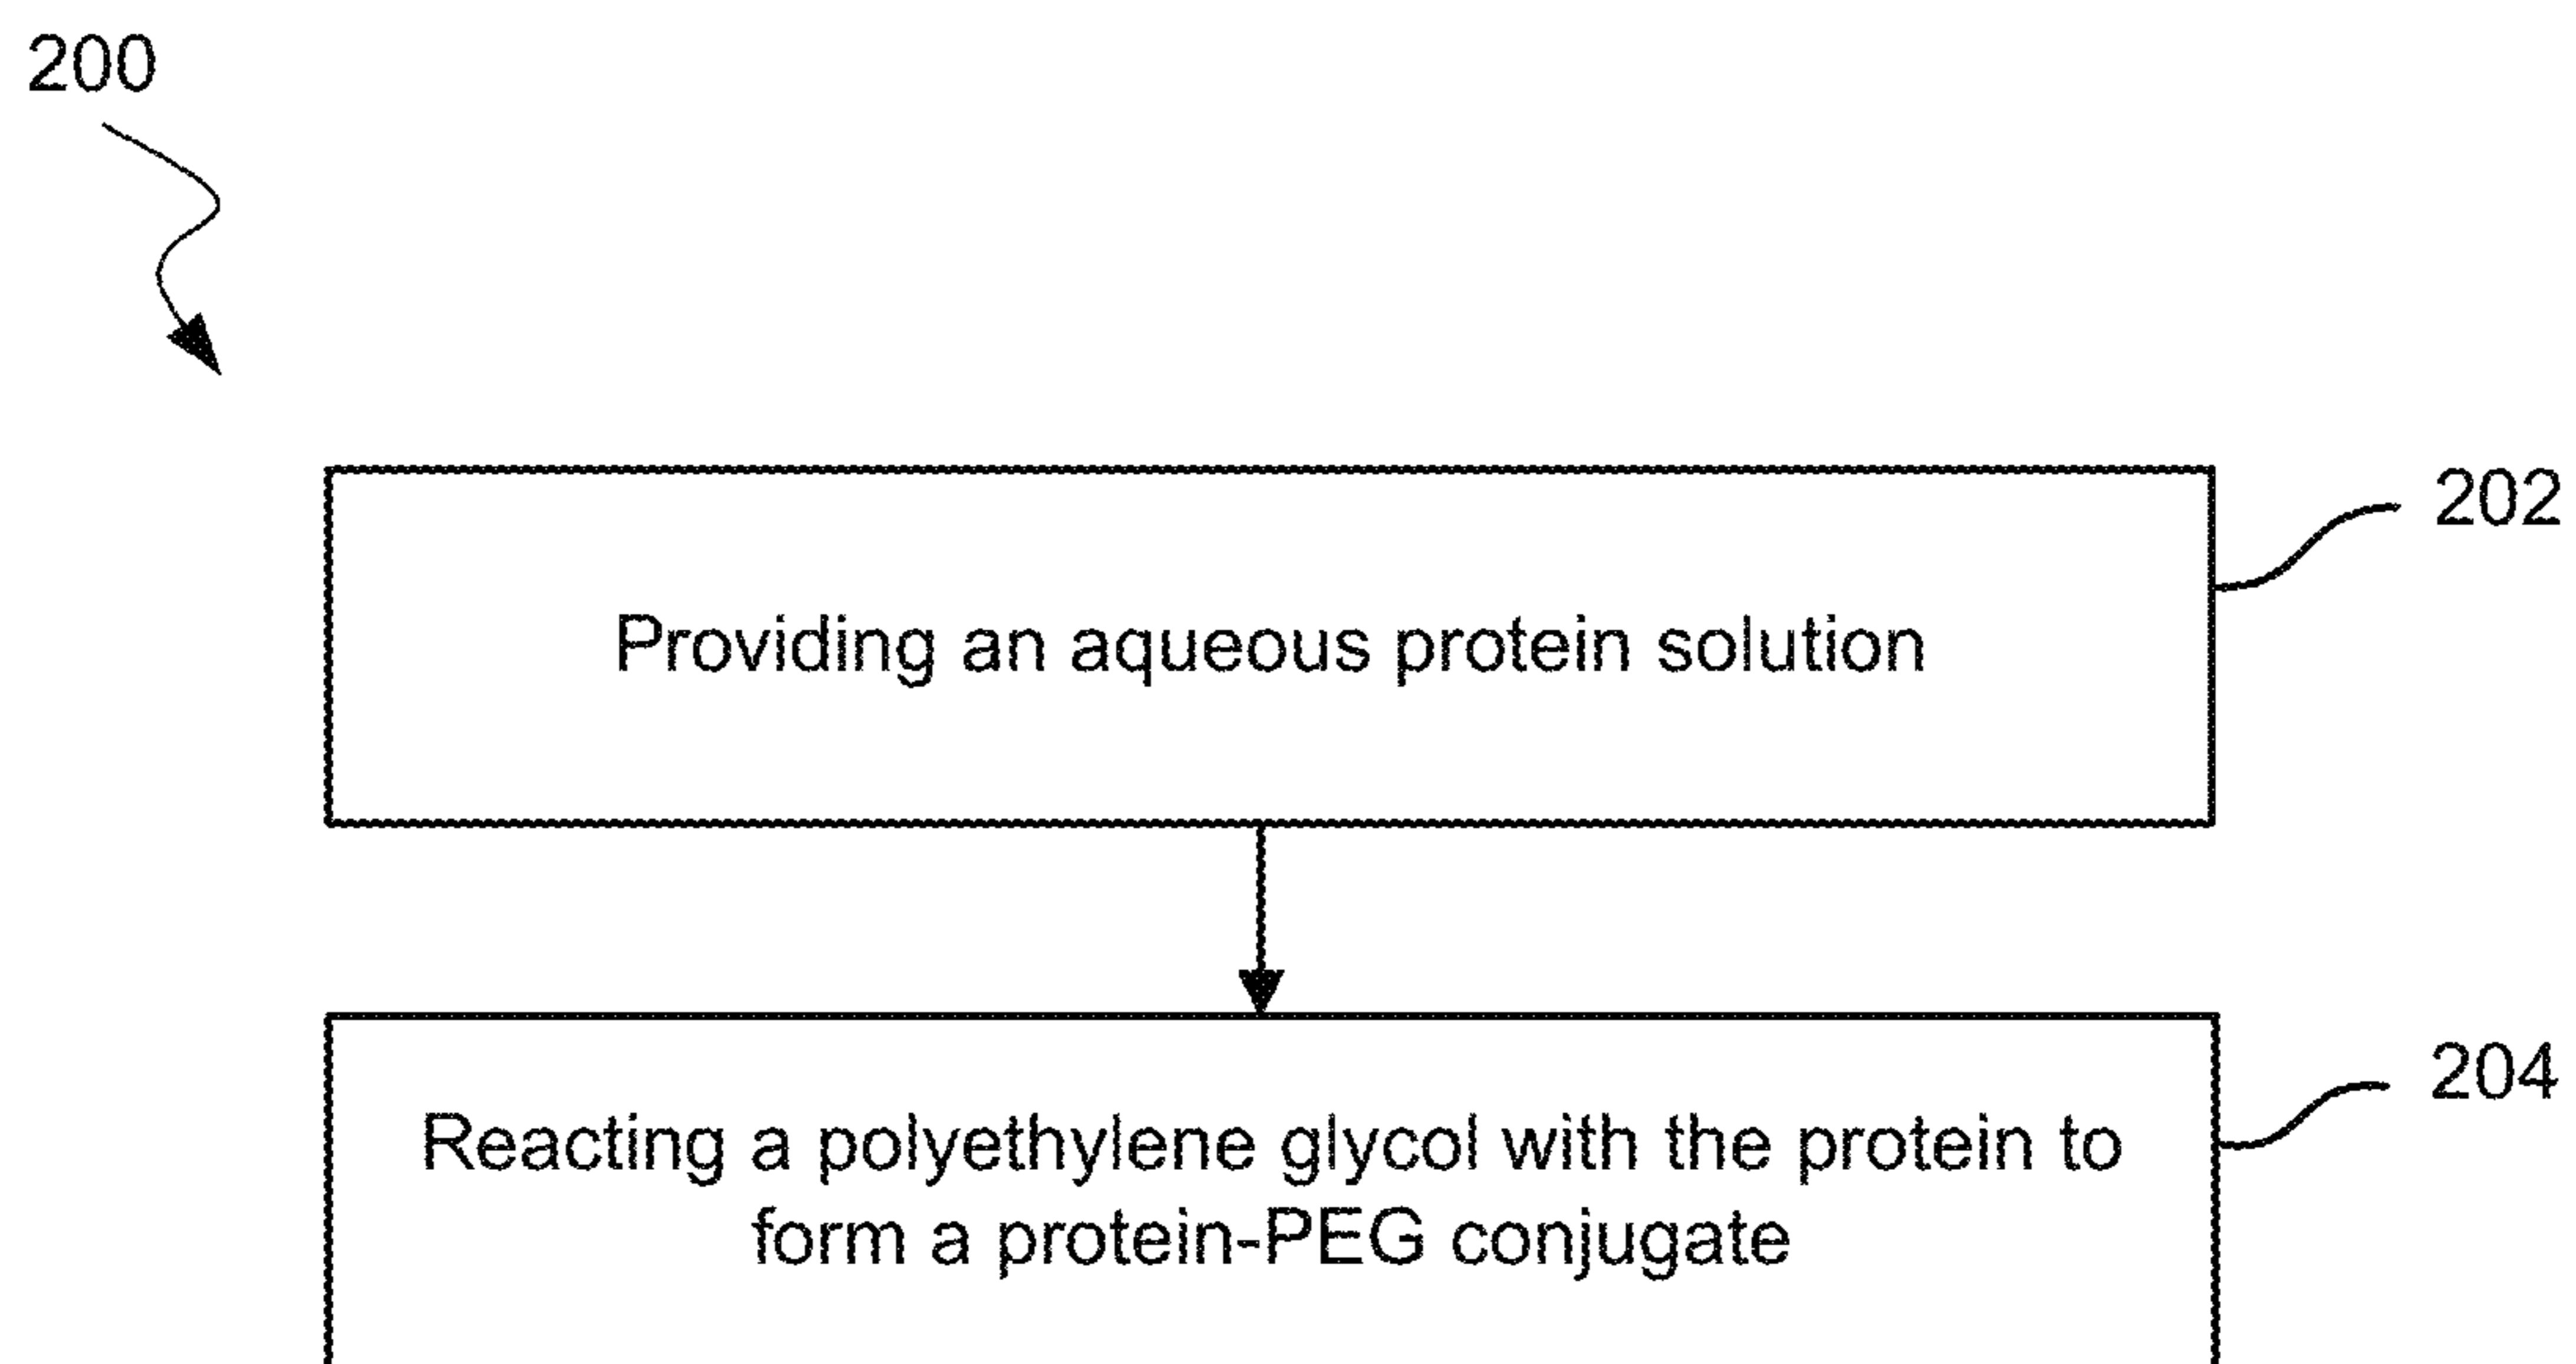 200
202
Providing an aqueous protein solution
204
Reacting a polyethylene glycol with the protein to
form a protein-PEG conjugate